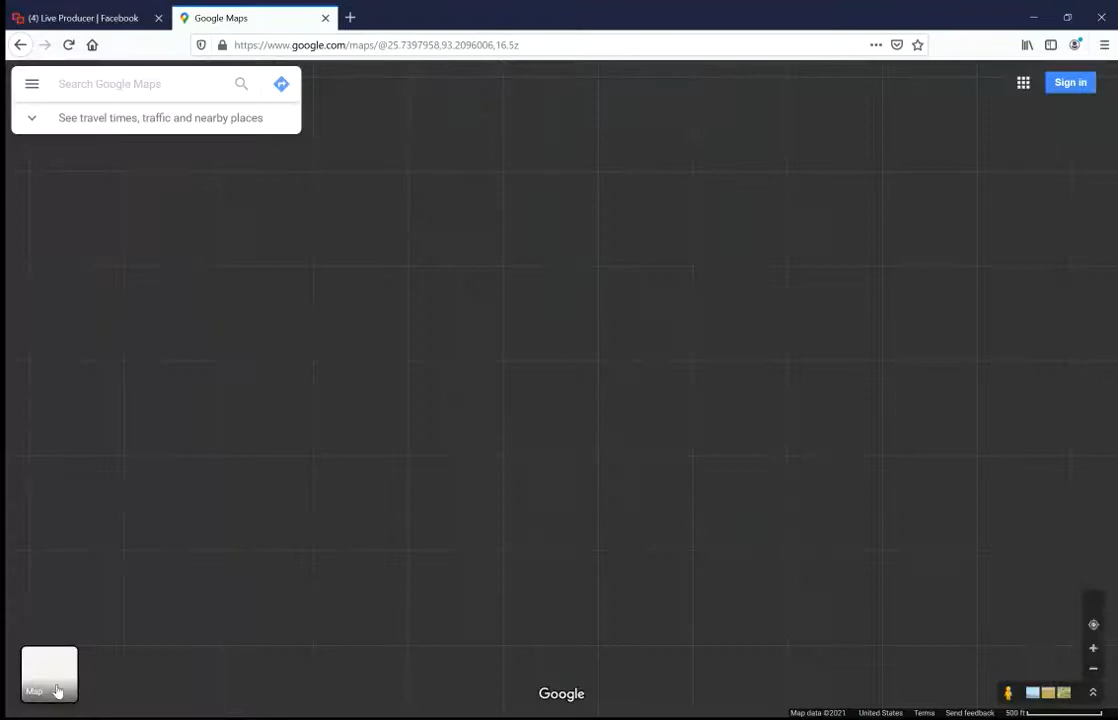 (4) Live Producer | Facebook
Google Maps
https://www.google.com/maps/@25.7397958,93.2096006,16.5z
Search Google Maps
Sign in
See travel times, traffic and nearby places
Map
Google
Map data ©2021 United States Terms Send feedback 500 ft